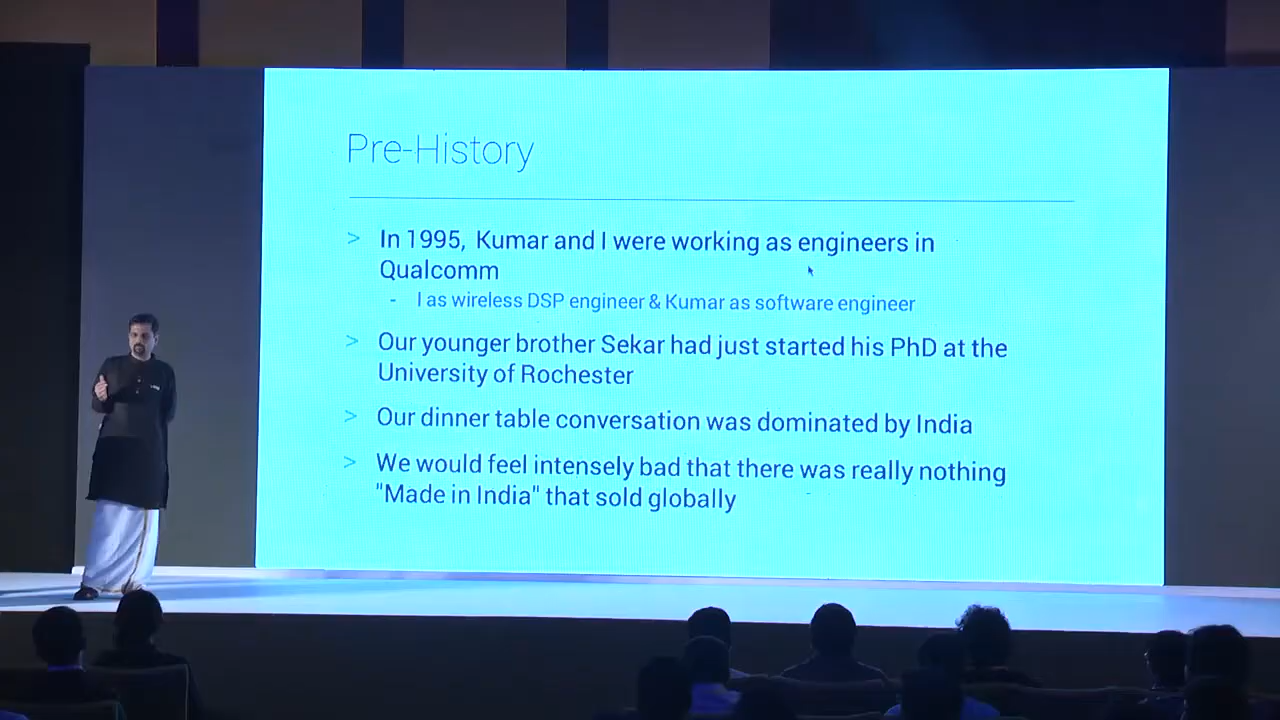 Pre-History
> In 1995, Kumar and I were working as engineers in
Qualcomm
- I as wireless DSP engineer & Kumar as software engineer
> Our younger brother Sekar had just started his PhD at the
University of Rochester
> Our dinner table conversation was dominated by India
> We would feel intensely bad that there was really nothing
"Made in India" that sold globally